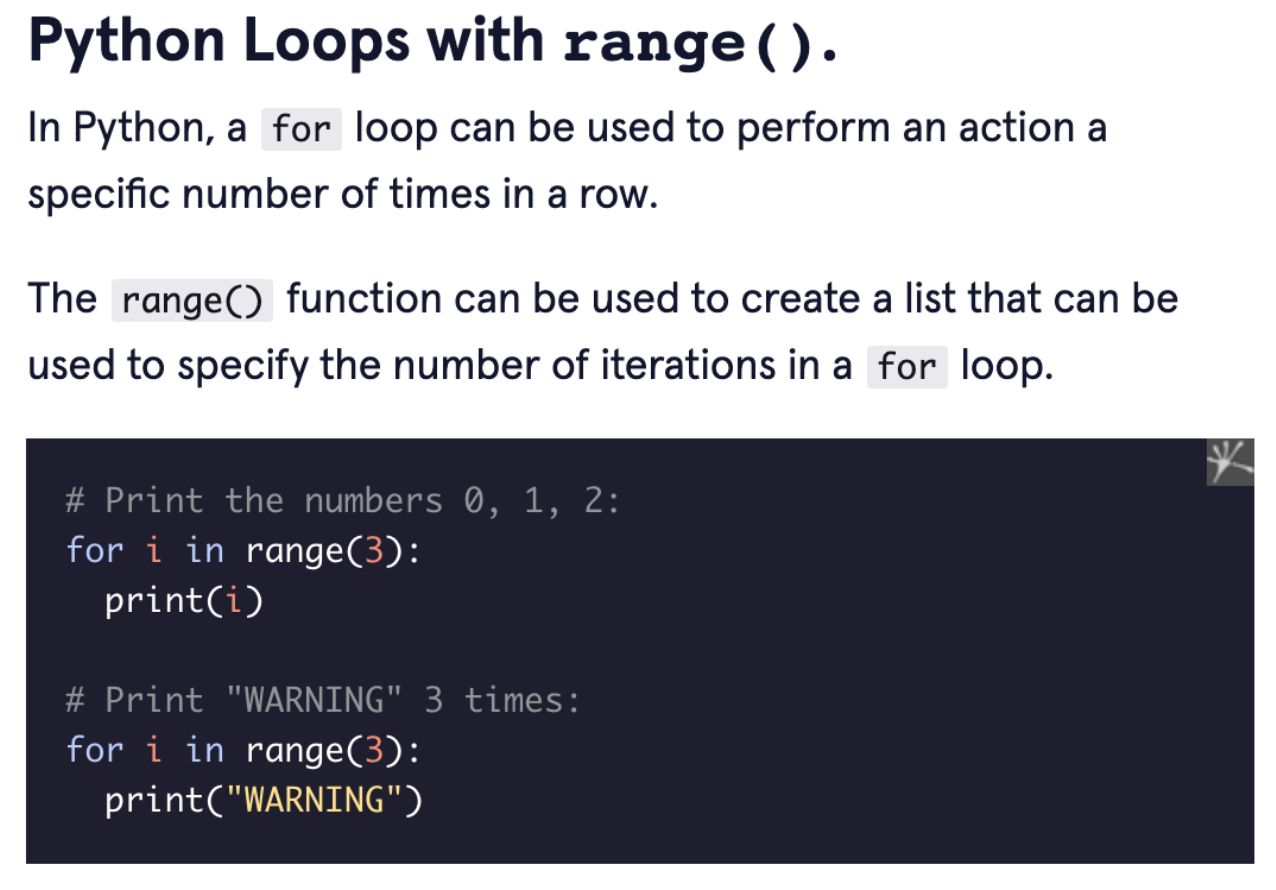 Python Loops with range().
In Python, a for loop can be used to perform an action a
specific number of times in a row.
The range() function can be used to create a list that can be
used to specify the number of iterations in a for loop.
# Print the numbers 0, 1, 2:
for i in range(3):
  print(i)
# Print "WARNING" 3 times:
for i in range(3):
  print("WARNING")